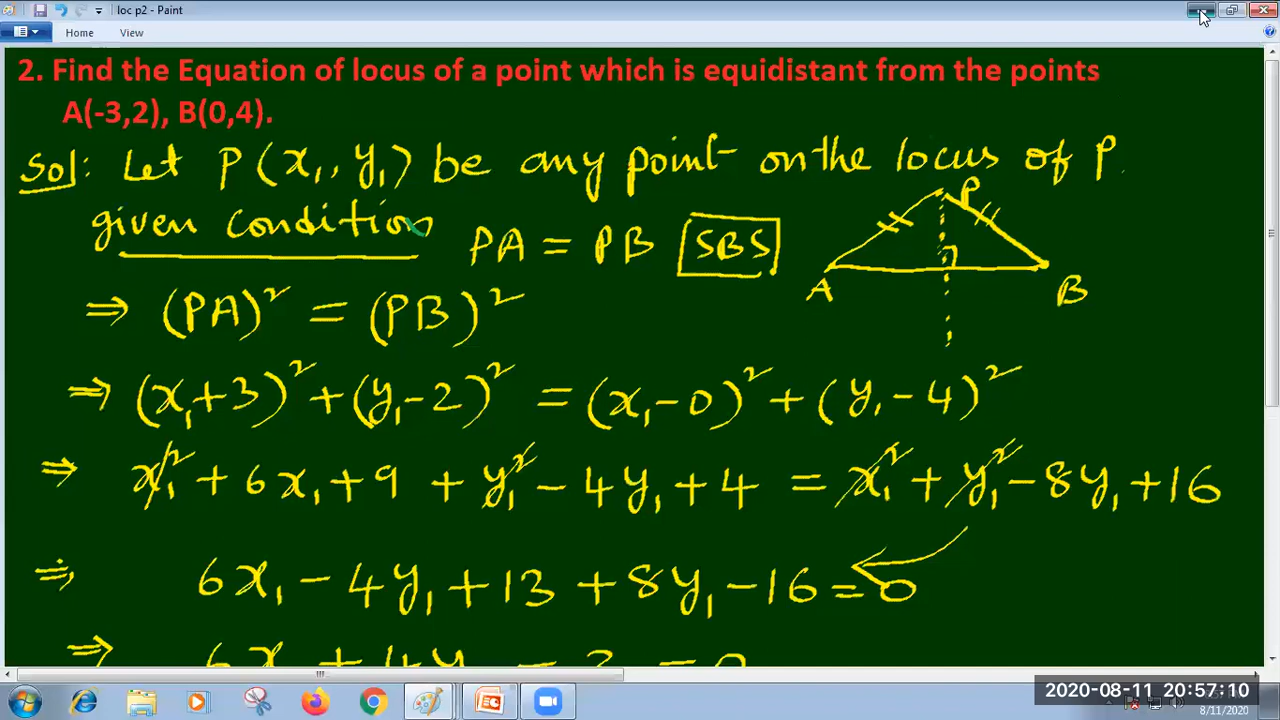 loc p2 - Paint
Home View
2. Find the Equation of locus of a point which is equidistant from the points
A(-3,2), B(0,4).
Sol: Let P(x₁, y₁) be any point on the locus of P.
given condition PA = PB SBS
P
A B
⇒ (PA)² = (PB)²
⇒ (x₁+3)² + (y₁-2)² = (x₁-0)² + (y₁-4)²
⇒ x₁² + 6x₁ + 9 + y₁² - 4y₁ + 4 = x₁² + y₁² - 8y₁ + 16
⇒ 6x₁ - 4y₁ + 13 + 8y₁ - 16 = 0
⇒ 6x + 4y - 3 = 0
2020-08-11 20:57:10
8/11/2020